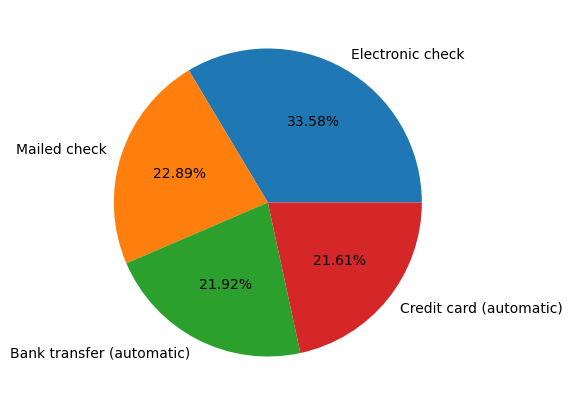 Electronic check
33.58%
Mailed check
22.89%
Bank transfer (automatic)
21.92%
Credit card (automatic)
21.61%